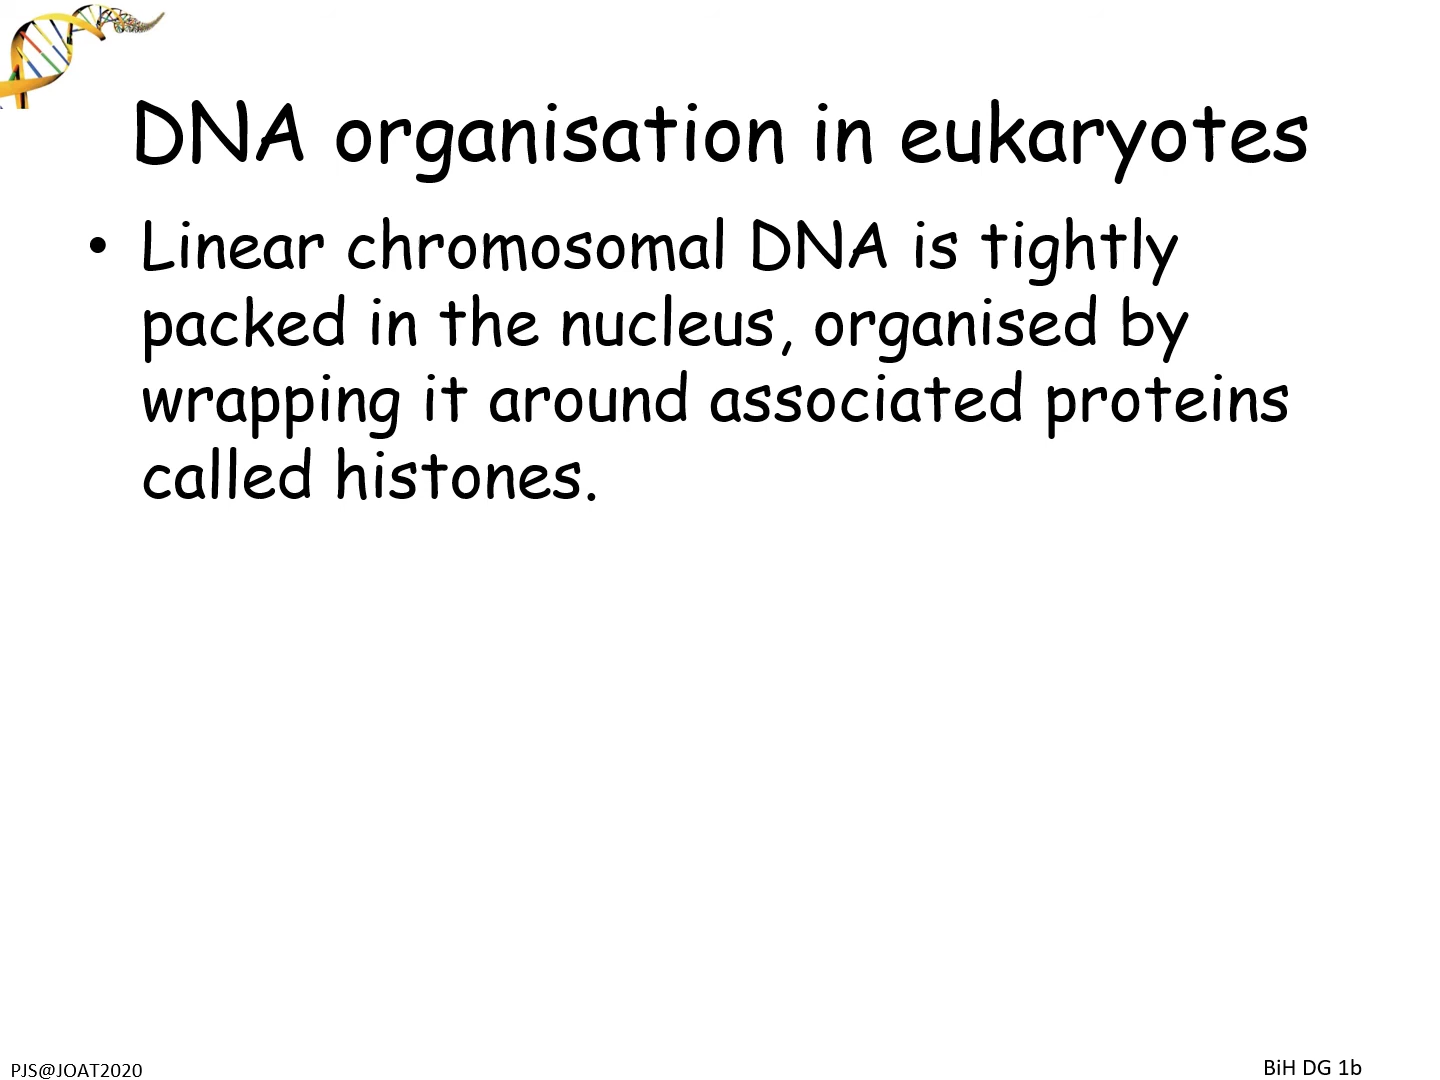 DNA organisation in eukaryotes
• Linear chromosomal DNA is tightly
packed in the nucleus, organised by
wrapping it around associated proteins
called histones.
PJS@JOAT2020
BiH DG 1b